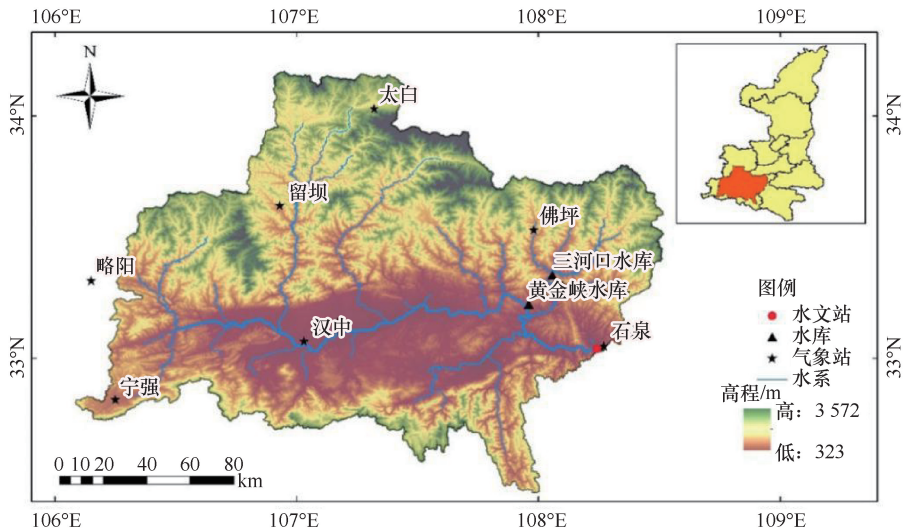 106°E 107°E 108°E 109°E
N
34°N 34°N
太白
留坝
佛坪
略阳
三河口水库
黄金峡水库
图例
水文站
水库
气象站
水系
汉中
石泉
33°N 33°N
宁强
高程/m
高：3 572
低：323
0 10 20 40 60 80
km
106°E 107°E 108°E 109°E